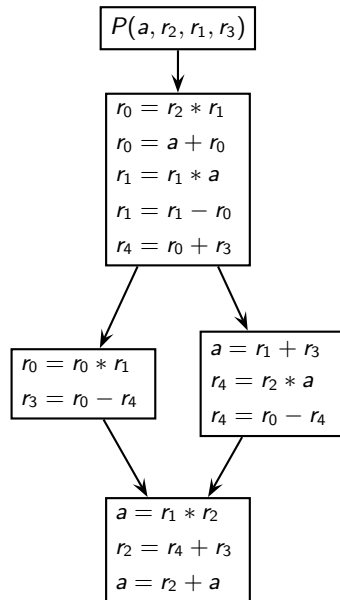 P(a, r₂, r₁, r₃)
r₀ = r₂ * r₁
r₀ = a + r₀
r₁ = r₁ * a
r₁ = r₁ − r₀
r₄ = r₀ + r₃
r₀ = r₀ * r₁
r₃ = r₀ − r₄
a = r₁ + r₃
r₄ = r₂ * a
r₄ = r₀ − r₄
a = r₁ * r₂
r₂ = r₄ + r₃
a = r₂ + a